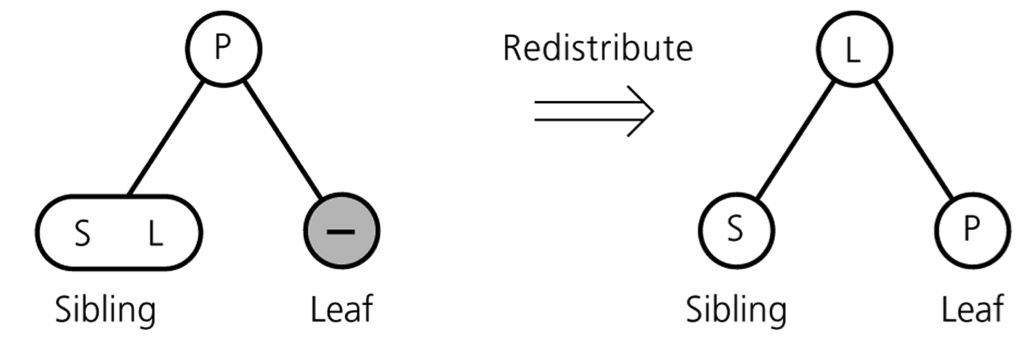 P
S L
–
Sibling
Leaf
Redistribute
L
S
P
Sibling
Leaf